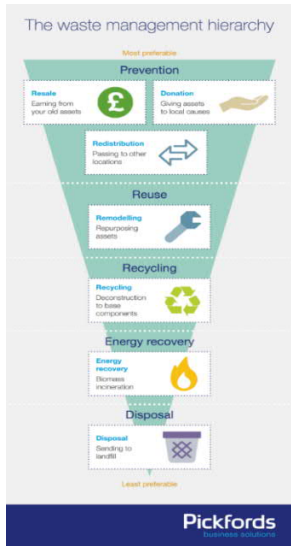 The waste management hierarchy
Most preferable
Prevention
Resale
Earning from
your old assets
Donation
Giving assets
to local causes
Redistribution
Passing to other
locations
Reuse
Remodelling
Repurposing
assets
Recycling
Recycling
Deconstruction
to base
components
Energy recovery
Energy
recovery
Biomass
incineration
Disposal
Disposal
Sending to
landfill
Least preferable
Pickfords
business solutions